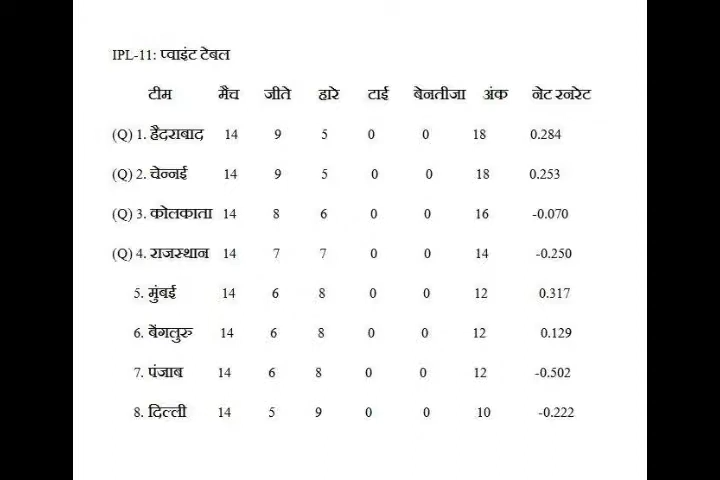 IPL-11: प्वाइंट टेबल
टीम मैच जीते हारे टाई बेनतीजा अंक नेट रनरेट
(Q) 1. हैदराबाद 14 9 5 0 0 18 0.284
(Q) 2. चेन्नई 14 9 5 0 0 18 0.253
(Q) 3. कोलकाता 14 8 6 0 0 16 -0.070
(Q) 4. राजस्थान 14 7 7 0 0 14 -0.250
5. मुंबई 14 6 8 0 0 12 0.317
6. बेंगलुरु 14 6 8 0 0 12 0.129
7. पंजाब 14 6 8 0 0 12 -0.502
8. दिल्ली 14 5 9 0 0 10 -0.222